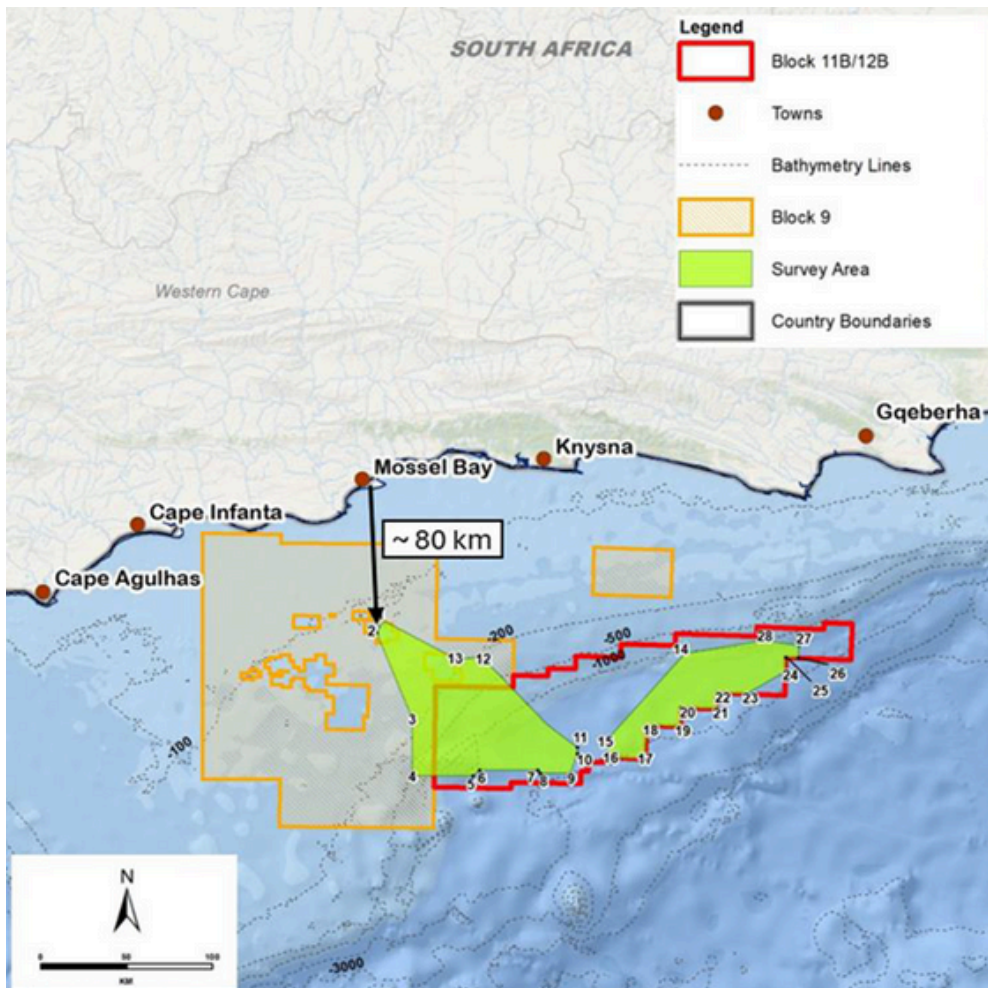 SOUTH AFRICA
Legend
Block 11B/12B
Towns
Bathymetry Lines
Block 9
Survey Area
Country Boundaries
Western Cape
Gqeberha
Knysna
Mossel Bay
Cape Infanta
~ 80 km
Cape Agulhas
2
-200
-500
28
27
14
13
12
-1000
24
26
25
22
23
20
21
3
18
19
-100
15
11
10
16
17
4
5
6
7
8
9
N
0
50
100
KM
-3000